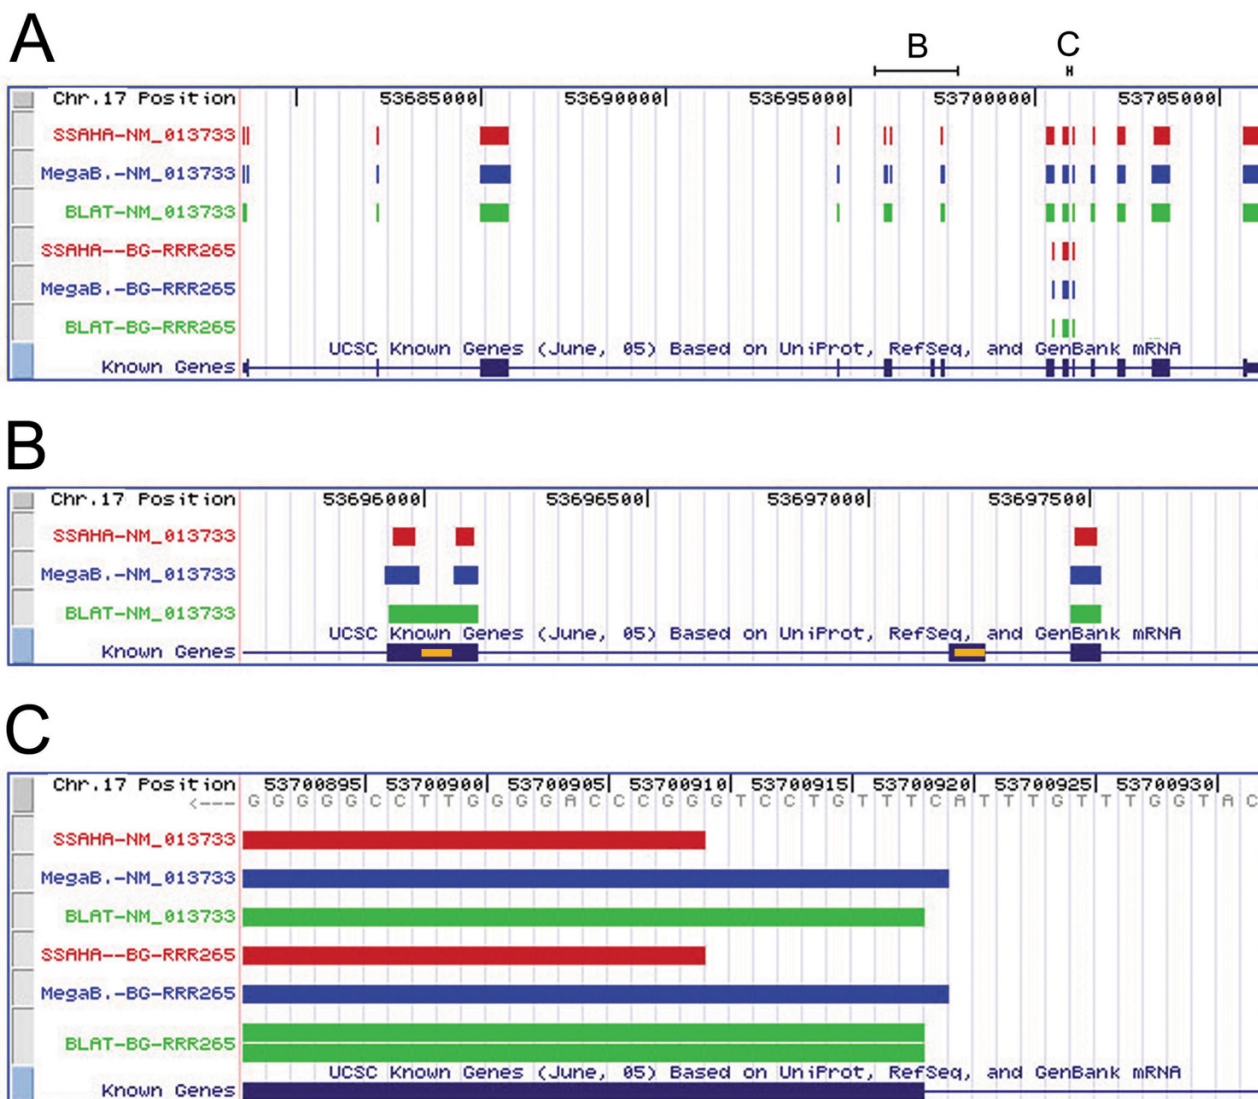 A
B C
Chr.17 Position 53685000 53690000 53695000 53700000 53705000
SSAHA-NM_013733
MegaB.-NM_013733
BLAT-NM_013733
SSAHA--BG-RRR265
MegaB.-BG-RRR265
BLAT-BG-RRR265
UCSC Known Genes (June, 05) Based on UniProt, RefSeq, and GenBank mRNA
Known Genes
B
Chr.17 Position 53696000 53696500 53697000 53697500
SSAHA-NM_013733
MegaB.-NM_013733
BLAT-NM_013733
UCSC Known Genes (June, 05) Based on UniProt, RefSeq, and GenBank mRNA
Known Genes
C
Chr.17 Position 53700895 53700900 53700905 53700910 53700915 53700920 53700925 53700930
<--- G G G G G C C T T G G G G A C C C G G G T C C T G T T T C A T T T G T T T G G T A C
SSAHA-NM_013733
MegaB.-NM_013733
BLAT-NM_013733
SSAHA--BG-RRR265
MegaB.-BG-RRR265
BLAT-BG-RRR265
UCSC Known Genes (June, 05) Based on UniProt, RefSeq, and GenBank mRNA
Known Genes